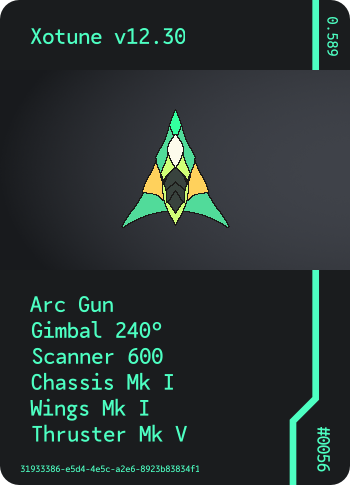 Xotune v12.30
0.589
Arc Gun
Gimbal 240°
Scanner 600
Chassis Mk I
Wings Mk I
Thruster Mk V
#0056
31933386-e5d4-4e5c-a2e6-8923b83834f1